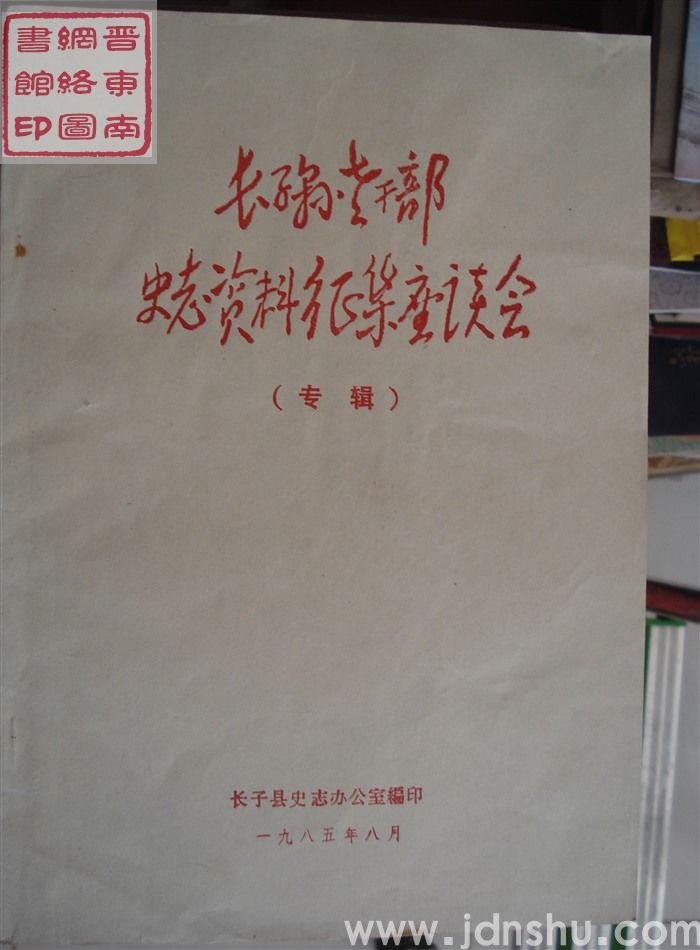 晋東南
網絡圖
書館印
长子县老干部
史志资料征集座谈会
（专辑）
长子县史志办公室編印
一九八五年八月
www.jdnshu.com